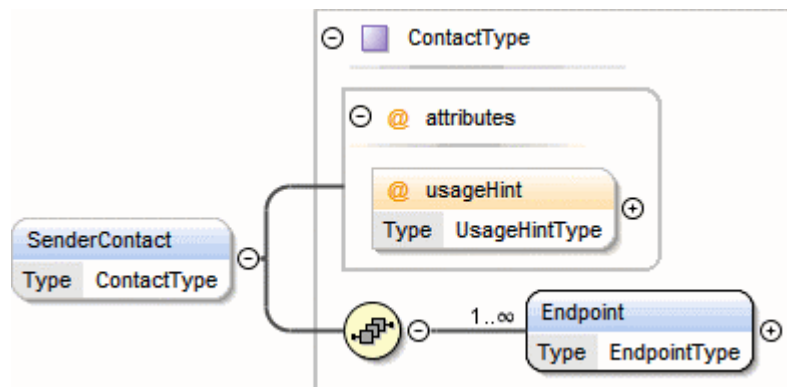 ContactType
@ attributes
@ usageHint
Type UsageHintType
SenderContact
Type ContactType
1..∞
Endpoint
Type EndpointType